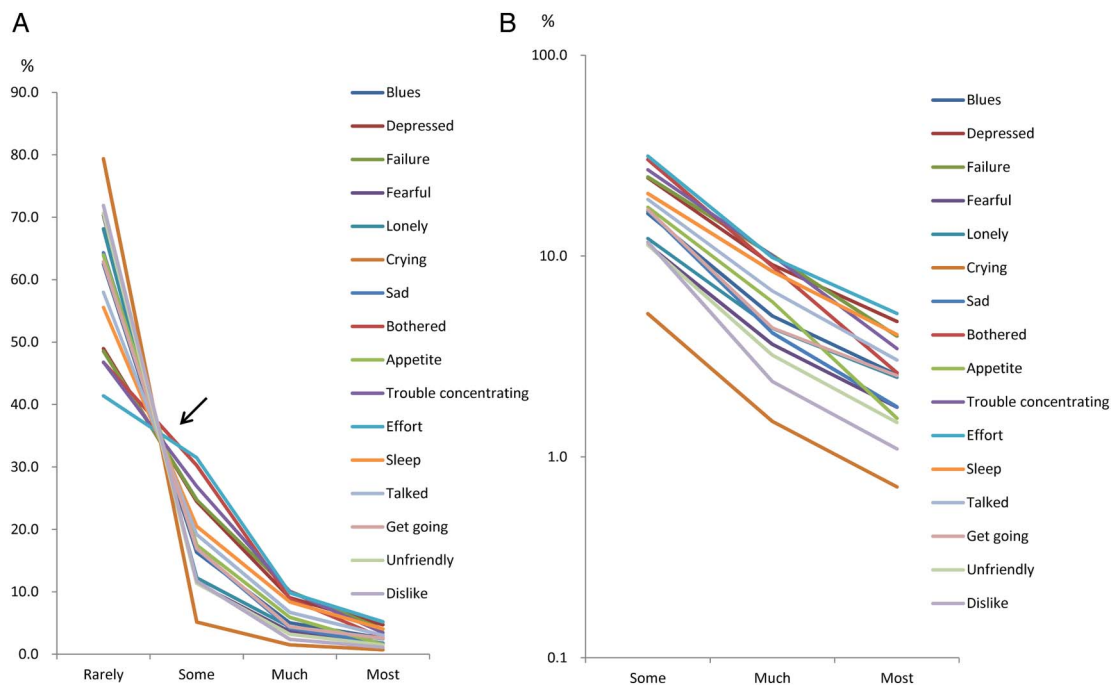 A
%
90.0
80.0
70.0
60.0
50.0
40.0
30.0
20.0
10.0
0.0
Rarely Some Much Most
Blues
Depressed
Failure
Fearful
Lonely
Crying
Sad
Bothered
Appetite
Trouble concentrating
Effort
Sleep
Talked
Get going
Unfriendly
Dislike
B
%
100.0
10.0
1.0
0.1
Some Much Most
Blues
Depressed
Failure
Fearful
Lonely
Crying
Sad
Bothered
Appetite
Trouble concentrating
Effort
Sleep
Talked
Get going
Unfriendly
Dislike